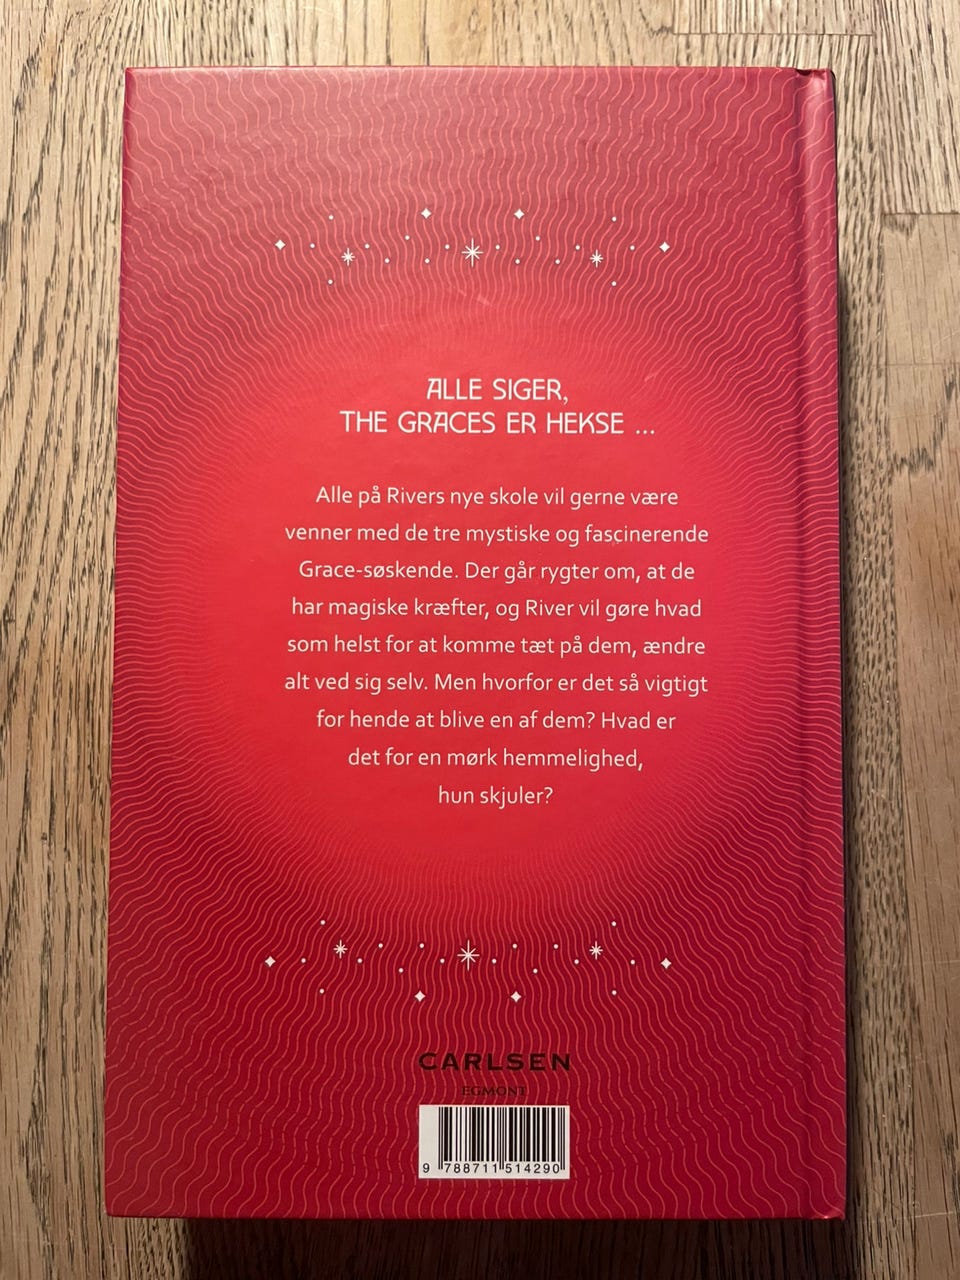 ALLE SIGER,
THE GRACES ER HEKSE ...
Alle på Rivers nye skole vil gerne være
venner med de tre mystiske og fascinerende
Grace-søskende. Der går rygter om, at de
har magiske kræfter, og River vil gøre hvad
som helst for at komme tæt på dem, ændre
alt ved sig selv. Men hvorfor er det så vigtigt
for hende at blive en af dem? Hvad er
det for en mørk hemmelighed,
hun skjuler?
CARLSEN
EGMONT
9 788711 514290